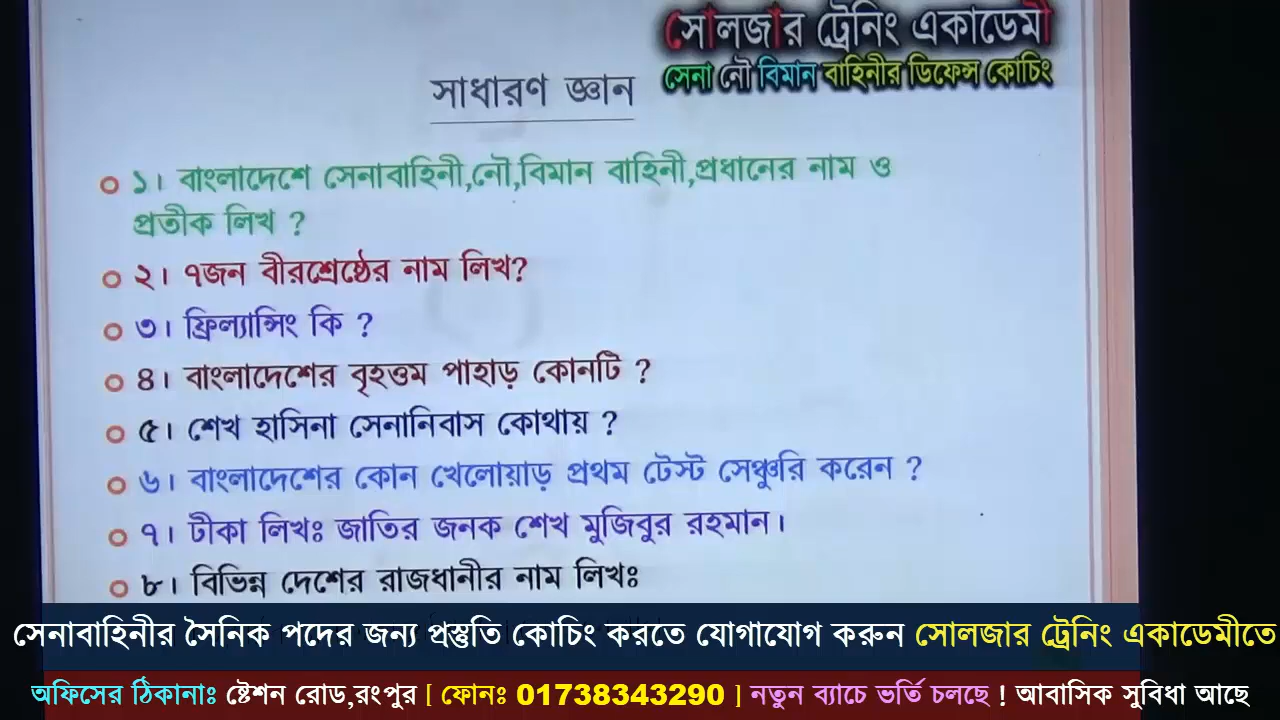 সোলজার ট্রেনিং একাডেমী
সেনা নৌ বিমান বাহিনীর ডিফেন্স কোচিং
সাধারণ জ্ঞান
১। বাংলাদেশে সেনাবাহিনী,নৌ,বিমান বাহিনী,প্রধানের নাম ও
প্রতীক লিখ ?
২। ৭জন বীরশ্রেষ্ঠের নাম লিখ?
৩। ফ্রিল্যান্সিং কি ?
৪। বাংলাদেশের বৃহত্তম পাহাড় কোনটি ?
৫। শেখ হাসিনা সেনানিবাস কোথায় ?
৬। বাংলাদেশের কোন খেলোয়াড় প্রথম টেস্ট সেঞ্চুরি করেন ?
৭। টীকা লিখঃ জাতির জনক শেখ মুজিবুর রহমান।
৮। বিভিন্ন দেশের রাজধানীর নাম লিখঃ
সেনাবাহিনীর সৈনিক পদের জন্য প্রস্তুতি কোচিং করতে যোগাযোগ করুন সোলজার ট্রেনিং একাডেমীতে
অফিসের ঠিকানাঃ ষ্টেশন রোড,রংপুর [ ফোনঃ 01738343290 ] নতুন ব্যাচে ভর্তি চলছে ! আবাসিক সুবিধা আছে